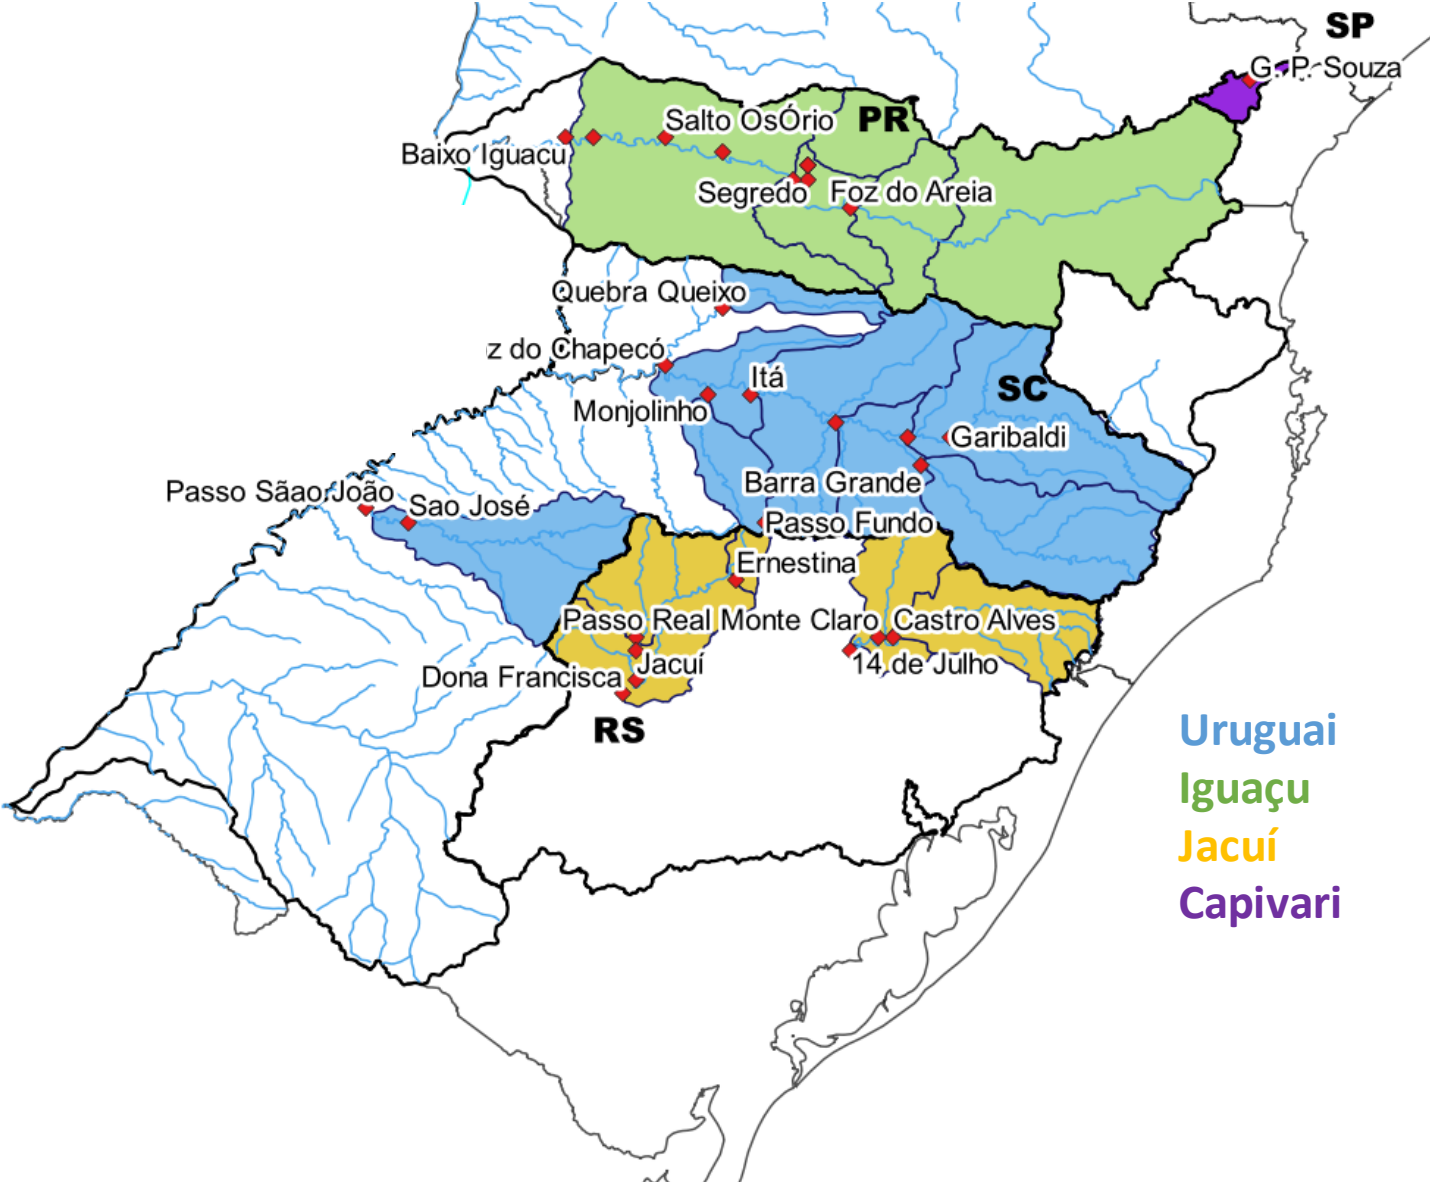 SP
G. P. Souza
Salto OsÓrio
PR
Baixo Iguacu
Segredo
Foz do Areia
Quebra Queixo
z do Chapecó
Itá
SC
Monjolinho
Garibaldi
Barra Grande
Passo Sãao João
Sao José
Passo Fundo
Ernestina
Passo Real
Monte Claro
Castro Alves
Jacuí
14 de Julho
Dona Francisca
RS
Uruguai
Iguaçu
Jacuí
Capivari